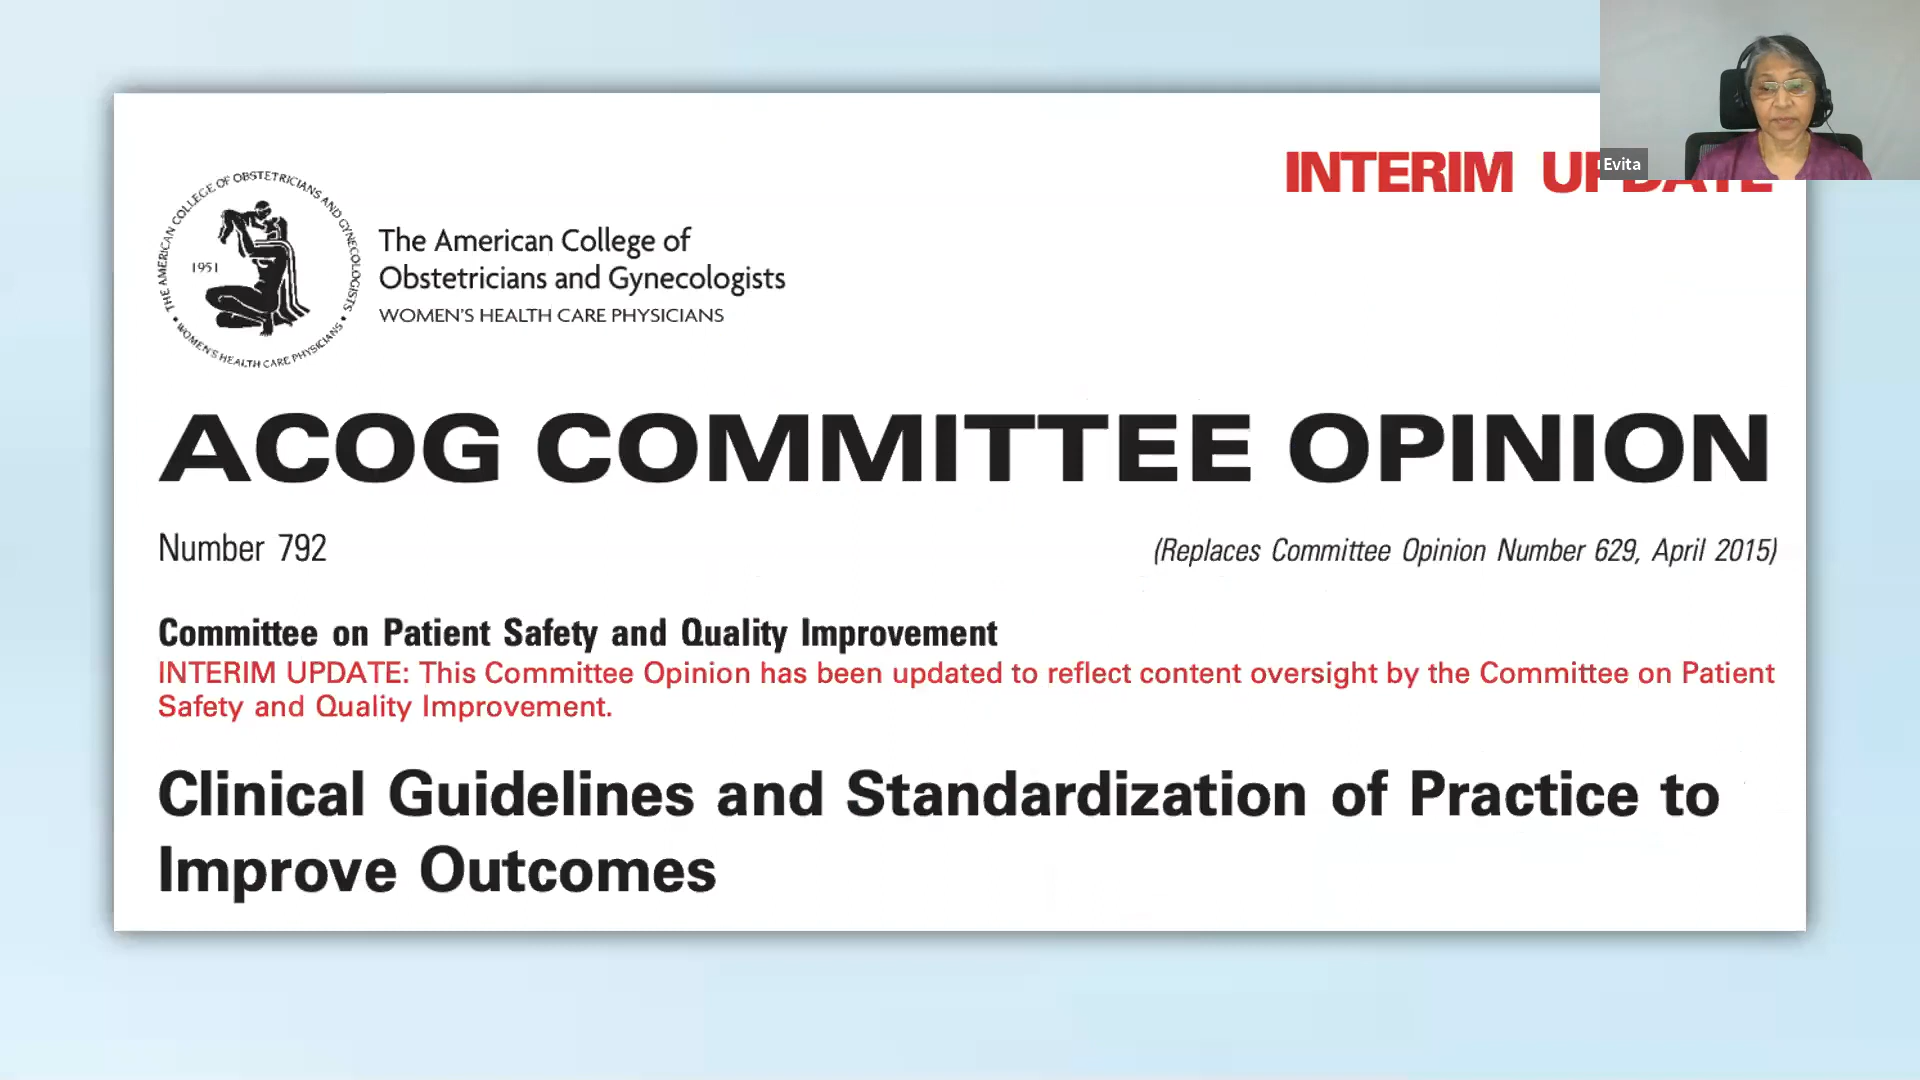 INTERIM UPDATE
Evita
THE AMERICAN COLLEGE OF OBSTETRICIANS AND GYNECOLOGISTS
• WOMEN'S HEALTH CARE PHYSICIANS •
1951
The American College of
Obstetricians and Gynecologists
WOMEN'S HEALTH CARE PHYSICIANS
ACOG COMMITTEE OPINION
Number 792
(Replaces Committee Opinion Number 629, April 2015)
Committee on Patient Safety and Quality Improvement
INTERIM UPDATE: This Committee Opinion has been updated to reflect content oversight by the Committee on Patient
Safety and Quality Improvement.
Clinical Guidelines and Standardization of Practice to
Improve Outcomes